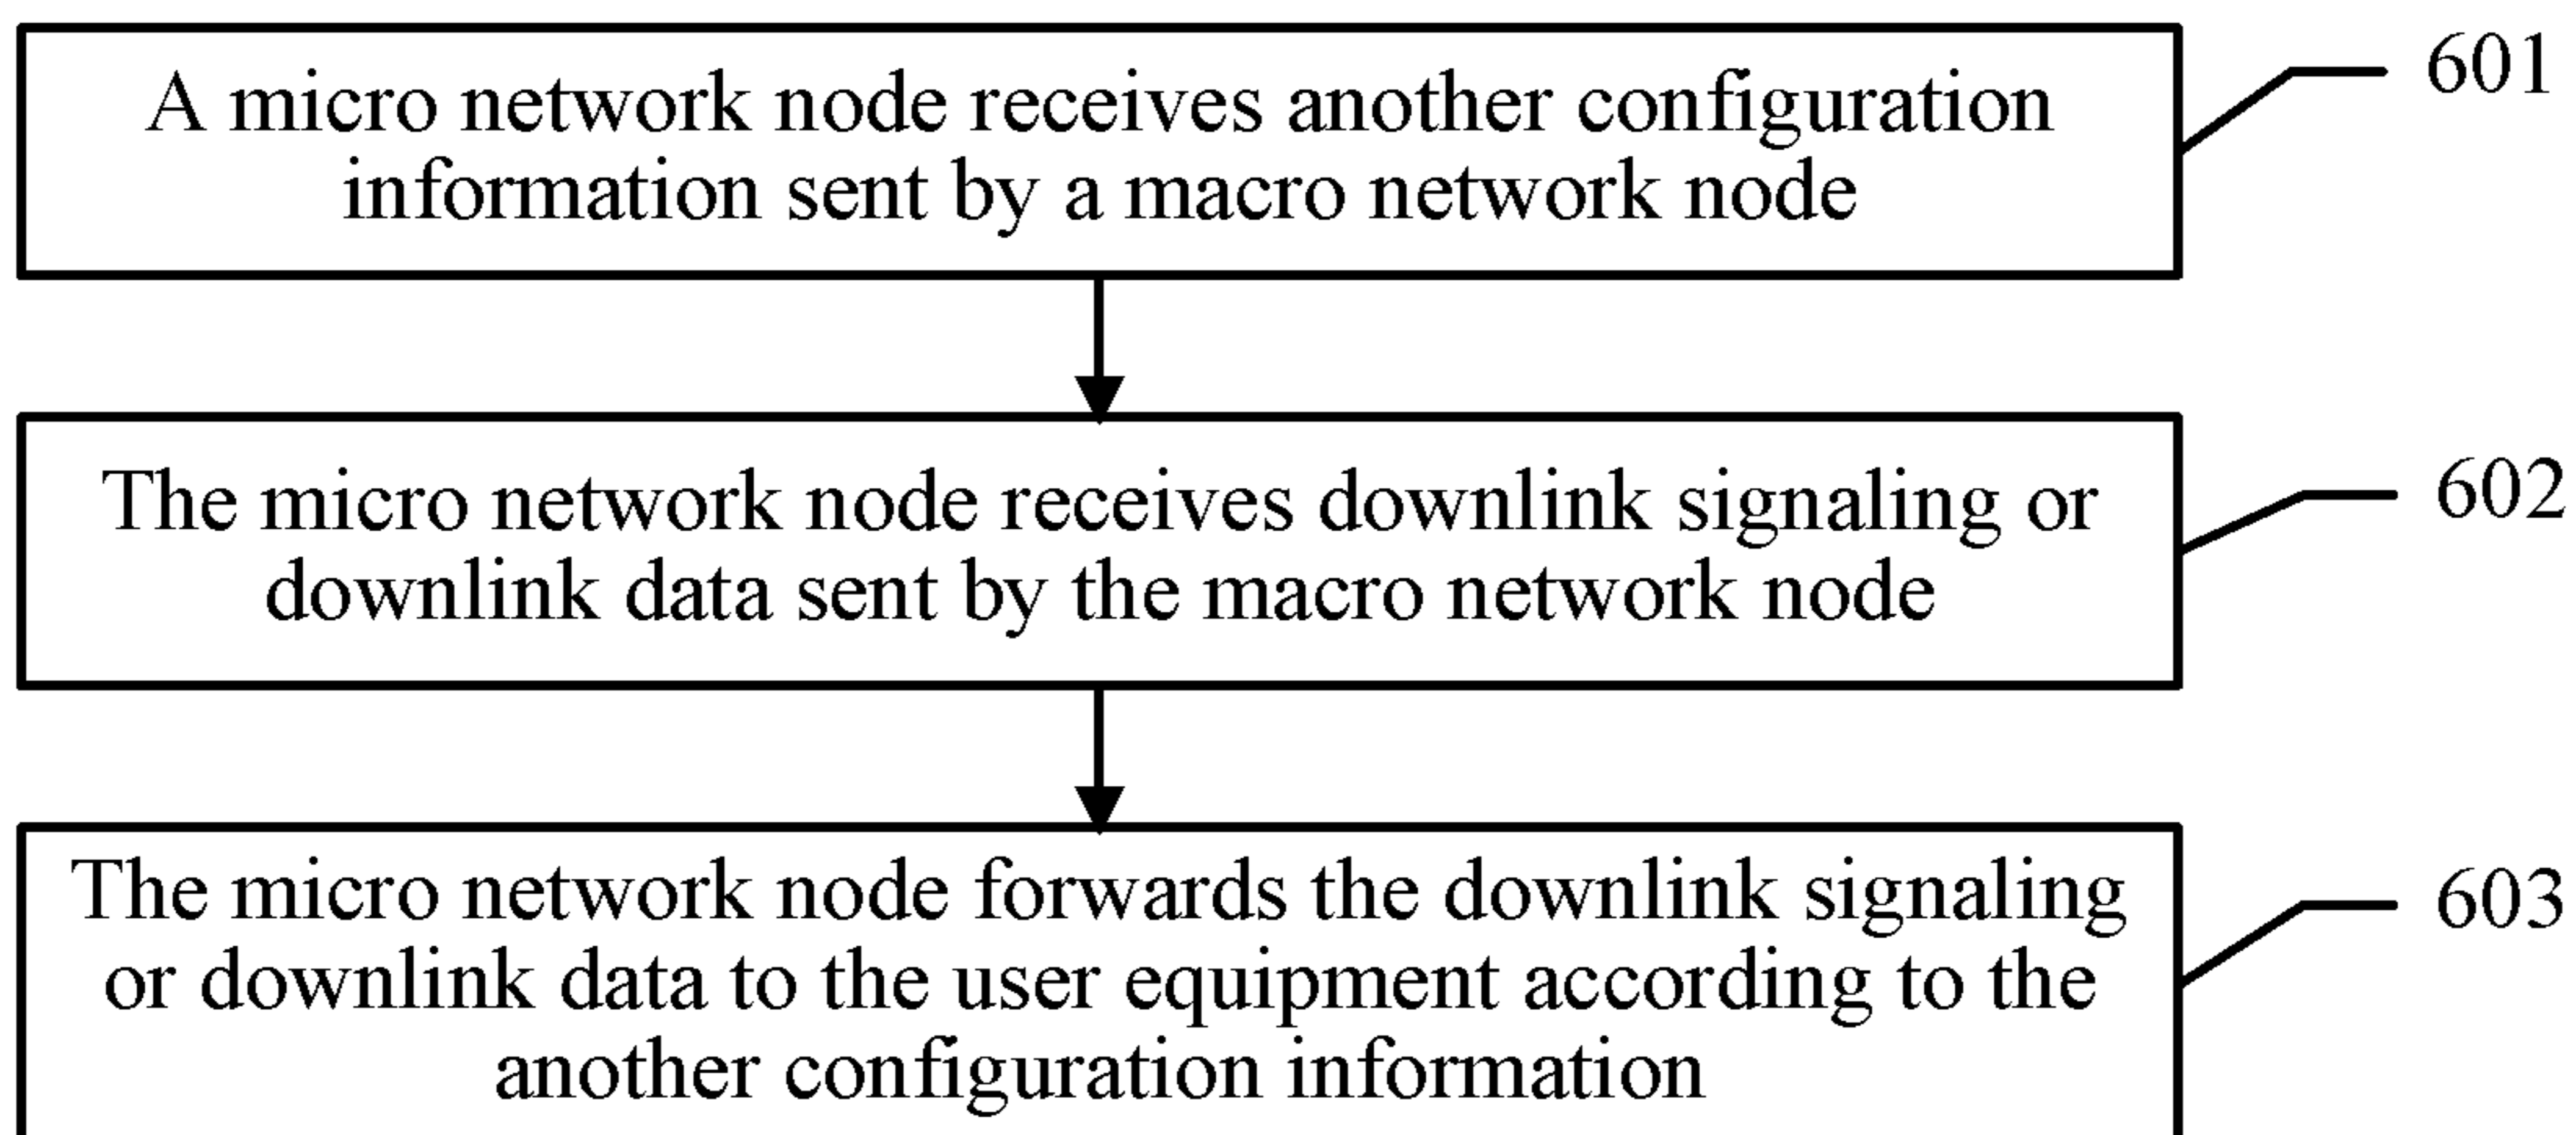 A micro network node receives another configuration
information sent by a macro network node
601
The micro network node receives downlink signaling or
downlink data sent by the macro network node
602
The micro network node forwards the downlink signaling
or downlink data to the user equipment according to the
another configuration information
603